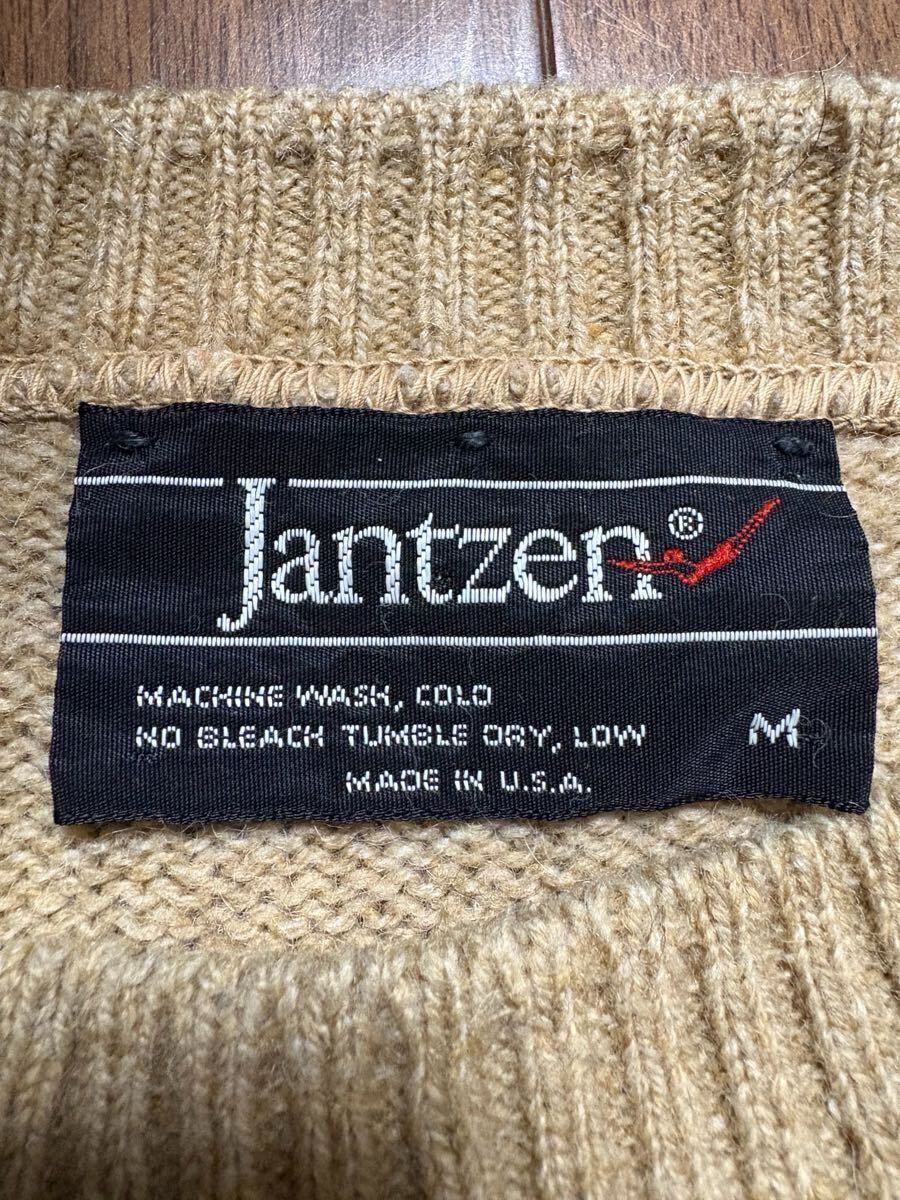 Jantzen®
MACHINE WASH, COLD
NO BLEACH TUMBLE DRY, LOW
M
MADE IN U.S.A.